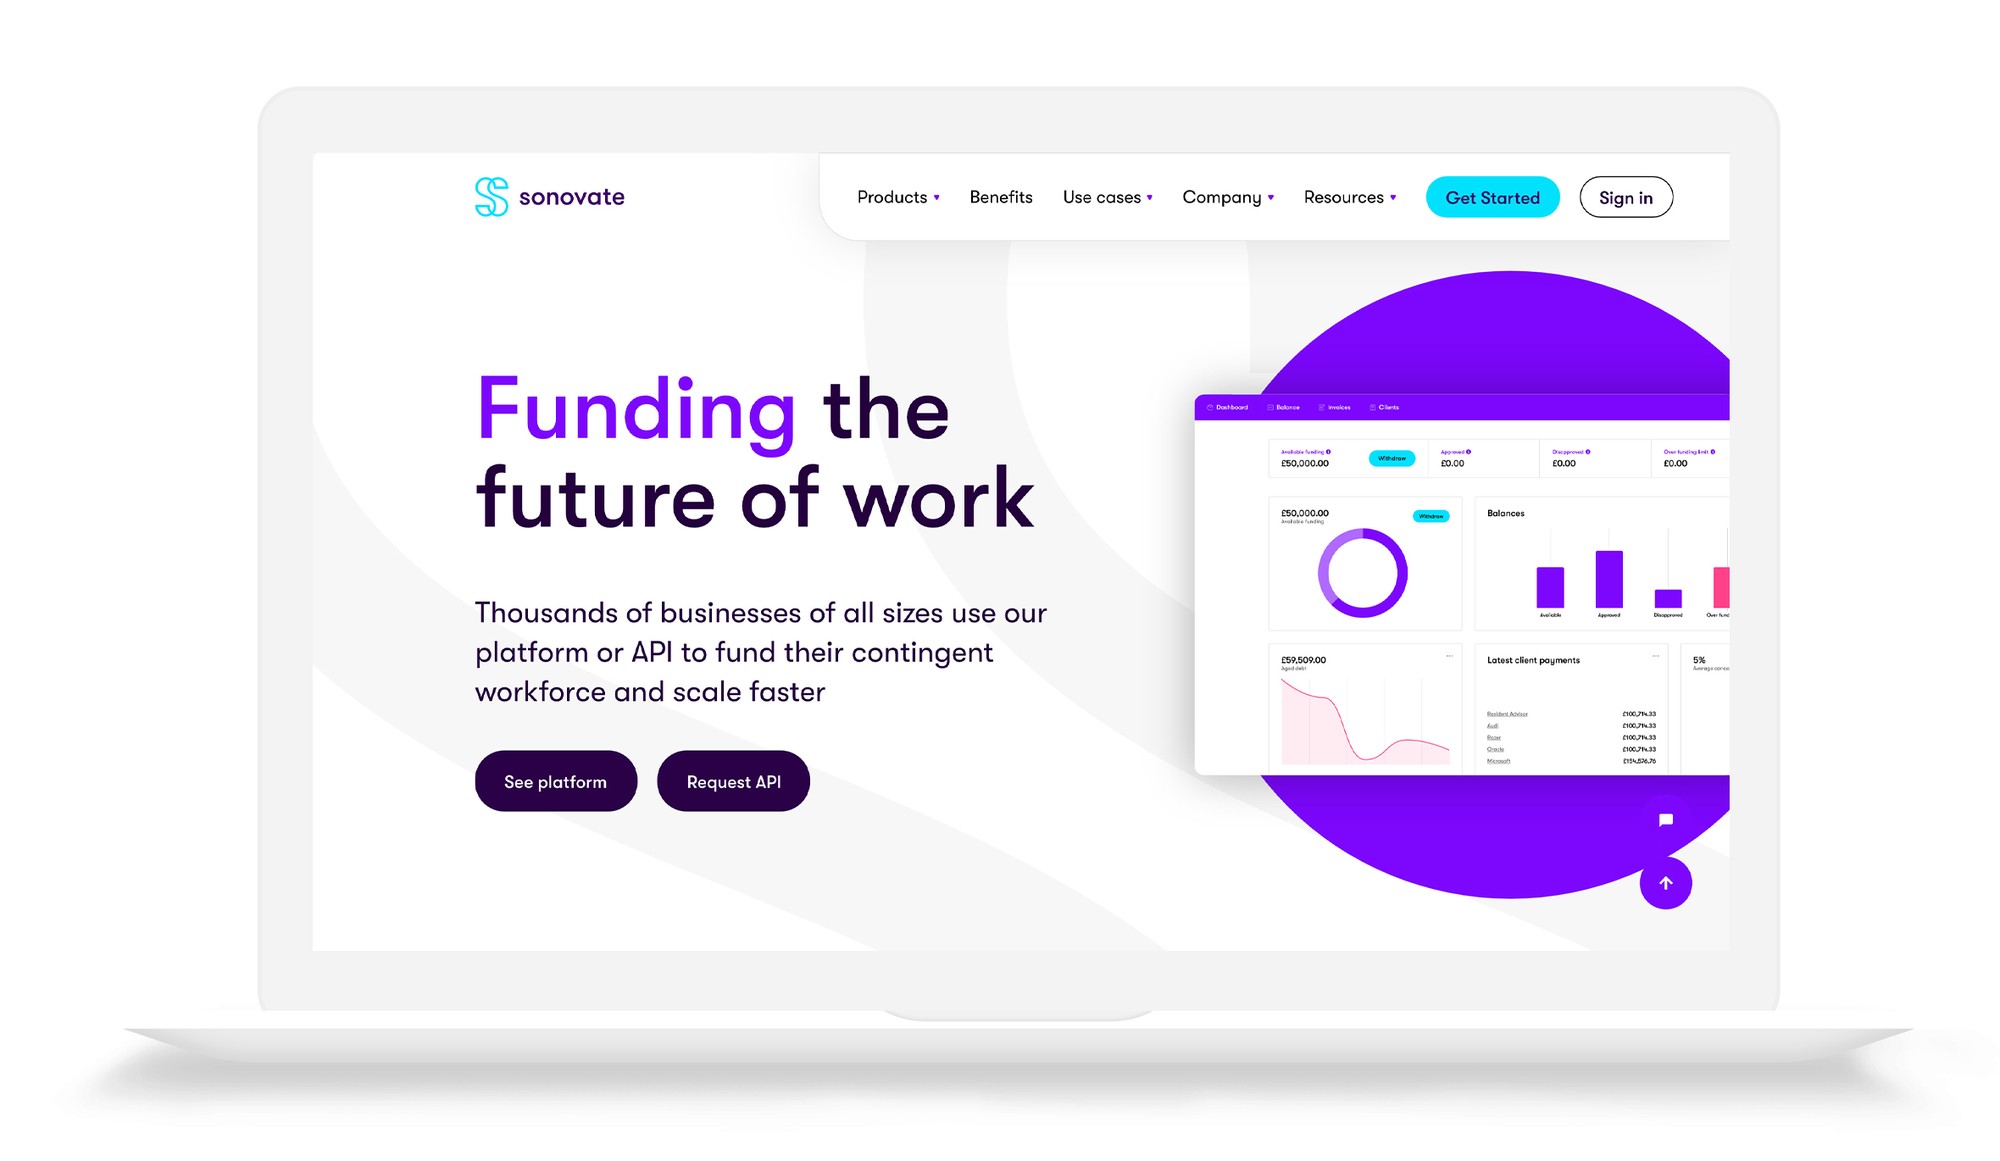 sonovate
Products
Benefits
Use cases
Company
Resources
Get Started
Sign in
Funding the
future of work
Thousands of businesses of all sizes use our
platform or API to fund their contingent
workforce and scale faster
See platform
Request API
Dashboard
Balance
Invoices
Clients
Available funding
£50,000.00
Withdraw
Approved
£0.00
Disapproved
£0.00
Over funding limit
£0.00
£50,000.00
Available funding
Withdraw
Balances
Available
Approved
Disapproved
Over fund
£59,509.00
Aged debt
Latest client payments
Resident Advisor £100,714.33
Audi £100,714.33
Razer £100,714.33
Oracle £100,714.33
Microsoft £154,576.76
5%
Average conce